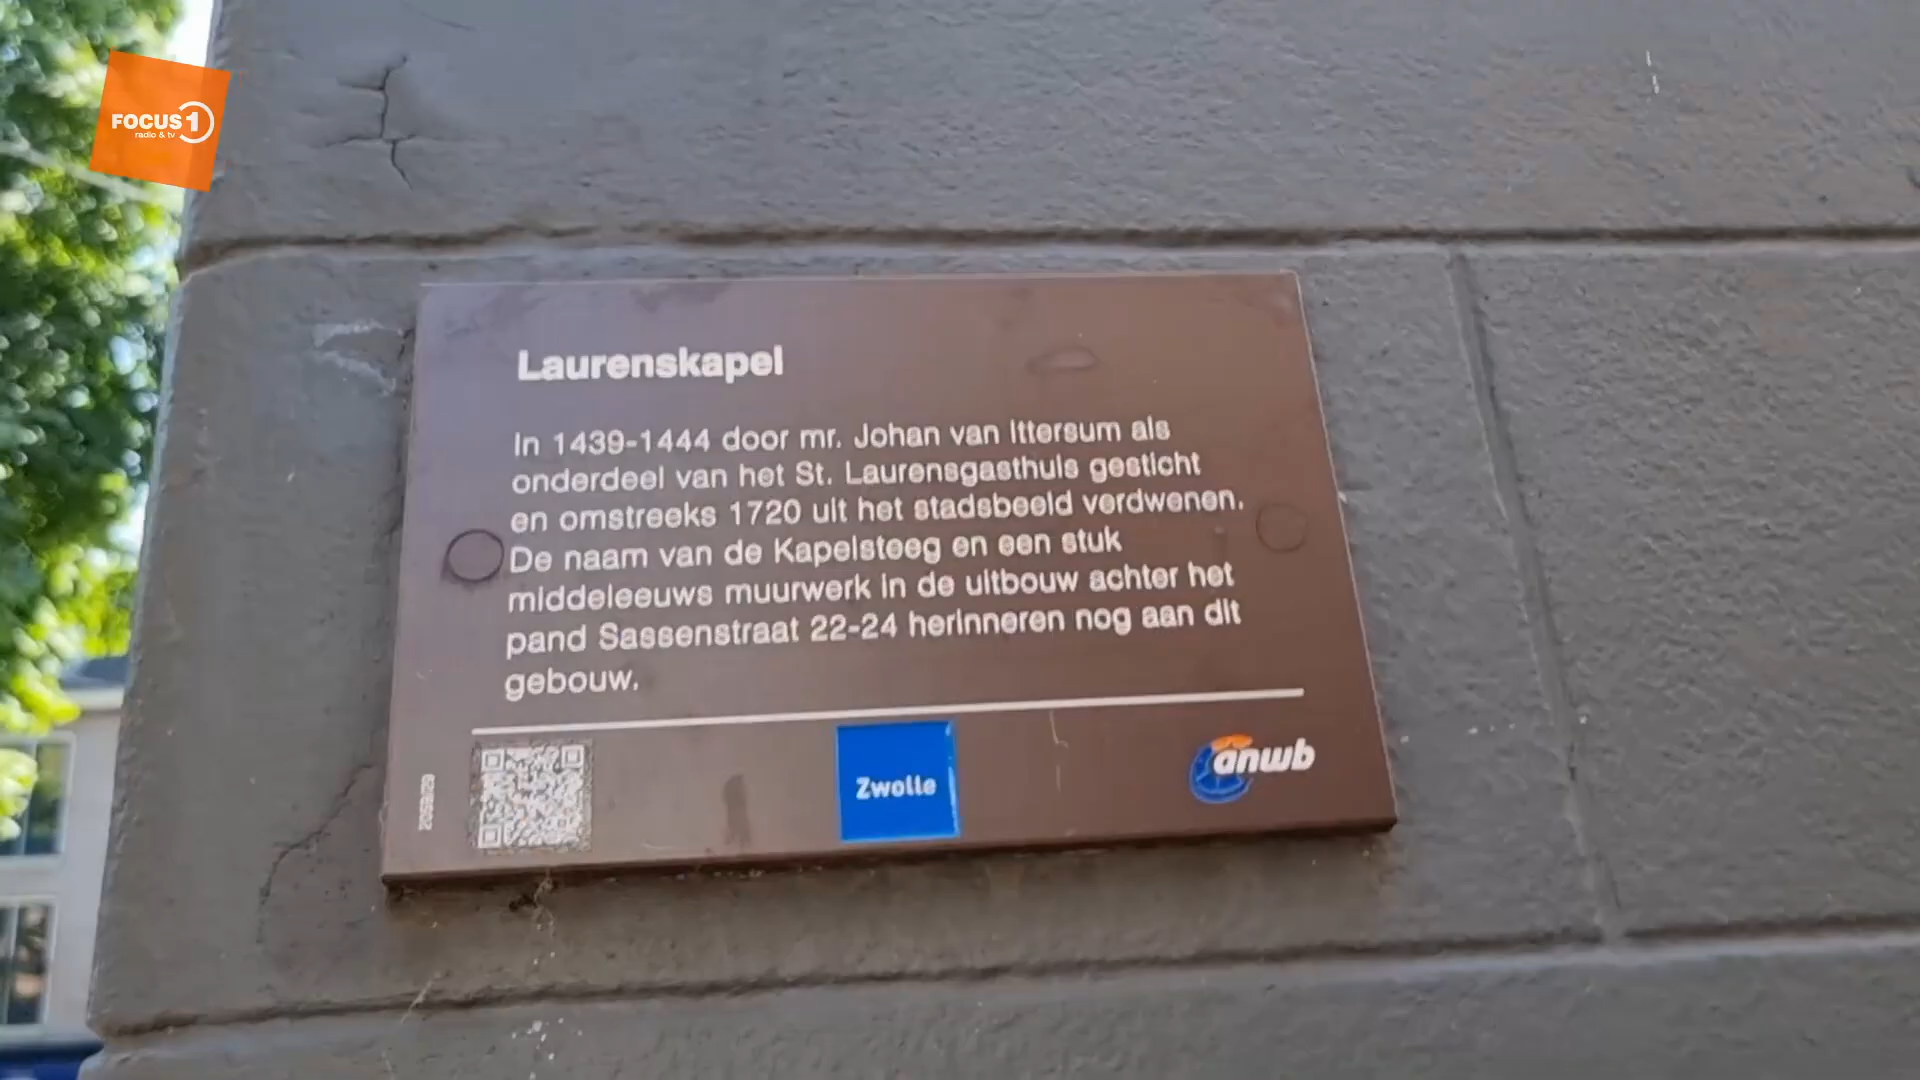 FOCUS1
radio & tv
Laurenskapel
In 1439-1444 door mr. Johan van Ittersum als
onderdeel van het St. Laurensgasthuis gesticht
en omstreeks 1720 uit het stadsbeeld verdwenen.
De naam van de Kapelsteeg en een stuk
middeleeuws muurwerk in de uitbouw achter het
pand Sassenstraat 22-24 herinneren nog aan dit
gebouw.
Zwolle
anwb